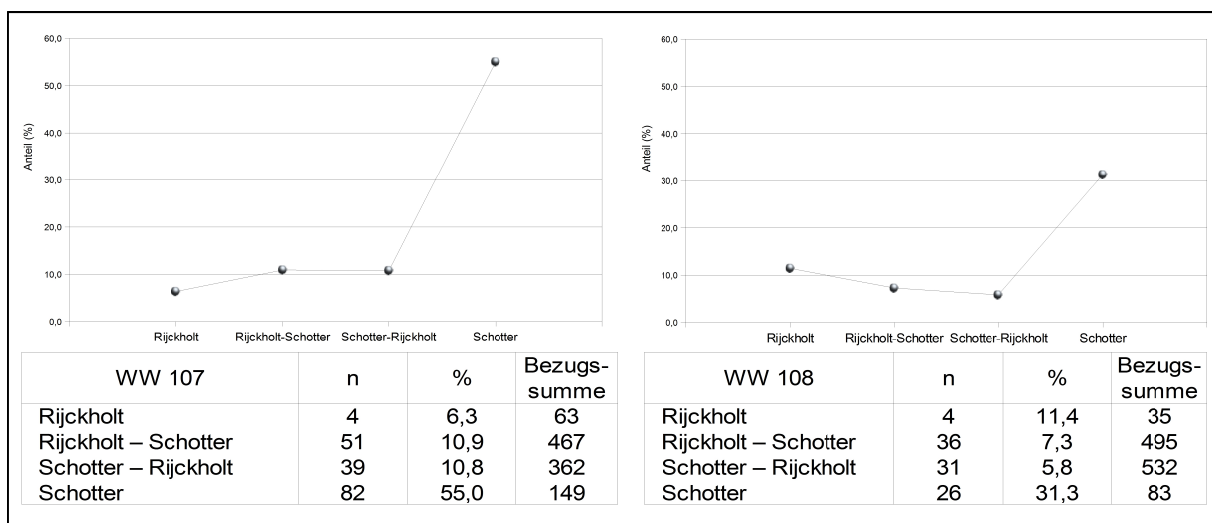 60,0
50,0
40,0
30,0
20,0
10,0
0,0
Anteil (%)
Rijckholt Rijckholt-Schotter Schotter-Rijckholt Schotter
WW 107 n % Bezugs-
summe
Rijckholt 4 6,3 63
Rijckholt – Schotter 51 10,9 467
Schotter – Rijckholt 39 10,8 362
Schotter 82 55,0 149
60,0
50,0
40,0
30,0
20,0
10,0
0,0
Anteil (%)
Rijckholt Rijckholt-Schotter Schotter-Rijckholt Schotter
WW 108 n % Bezugs-
summe
Rijckholt 4 11,4 35
Rijckholt – Schotter 36 7,3 495
Schotter – Rijckholt 31 5,8 532
Schotter 26 31,3 83